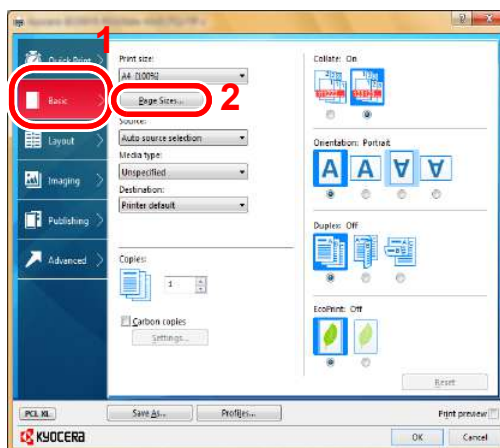 1
Quick Print
Basic
Layout
Imaging
Publishing
Advanced
Print size:
A4 [100%]
Page Sizes...
2
Source:
Auto source selection
Media type:
Unspecified
Destination:
Printer default
Copies:
1
Carbon copies
Settings...
Collate: On
Orientation: Portrait
A A A A
Duplex: Off
EcoPrint: Off
Reset
PCL XL
Save As...
Profiles...
Print preview
KYOCERA
OK
Cancel